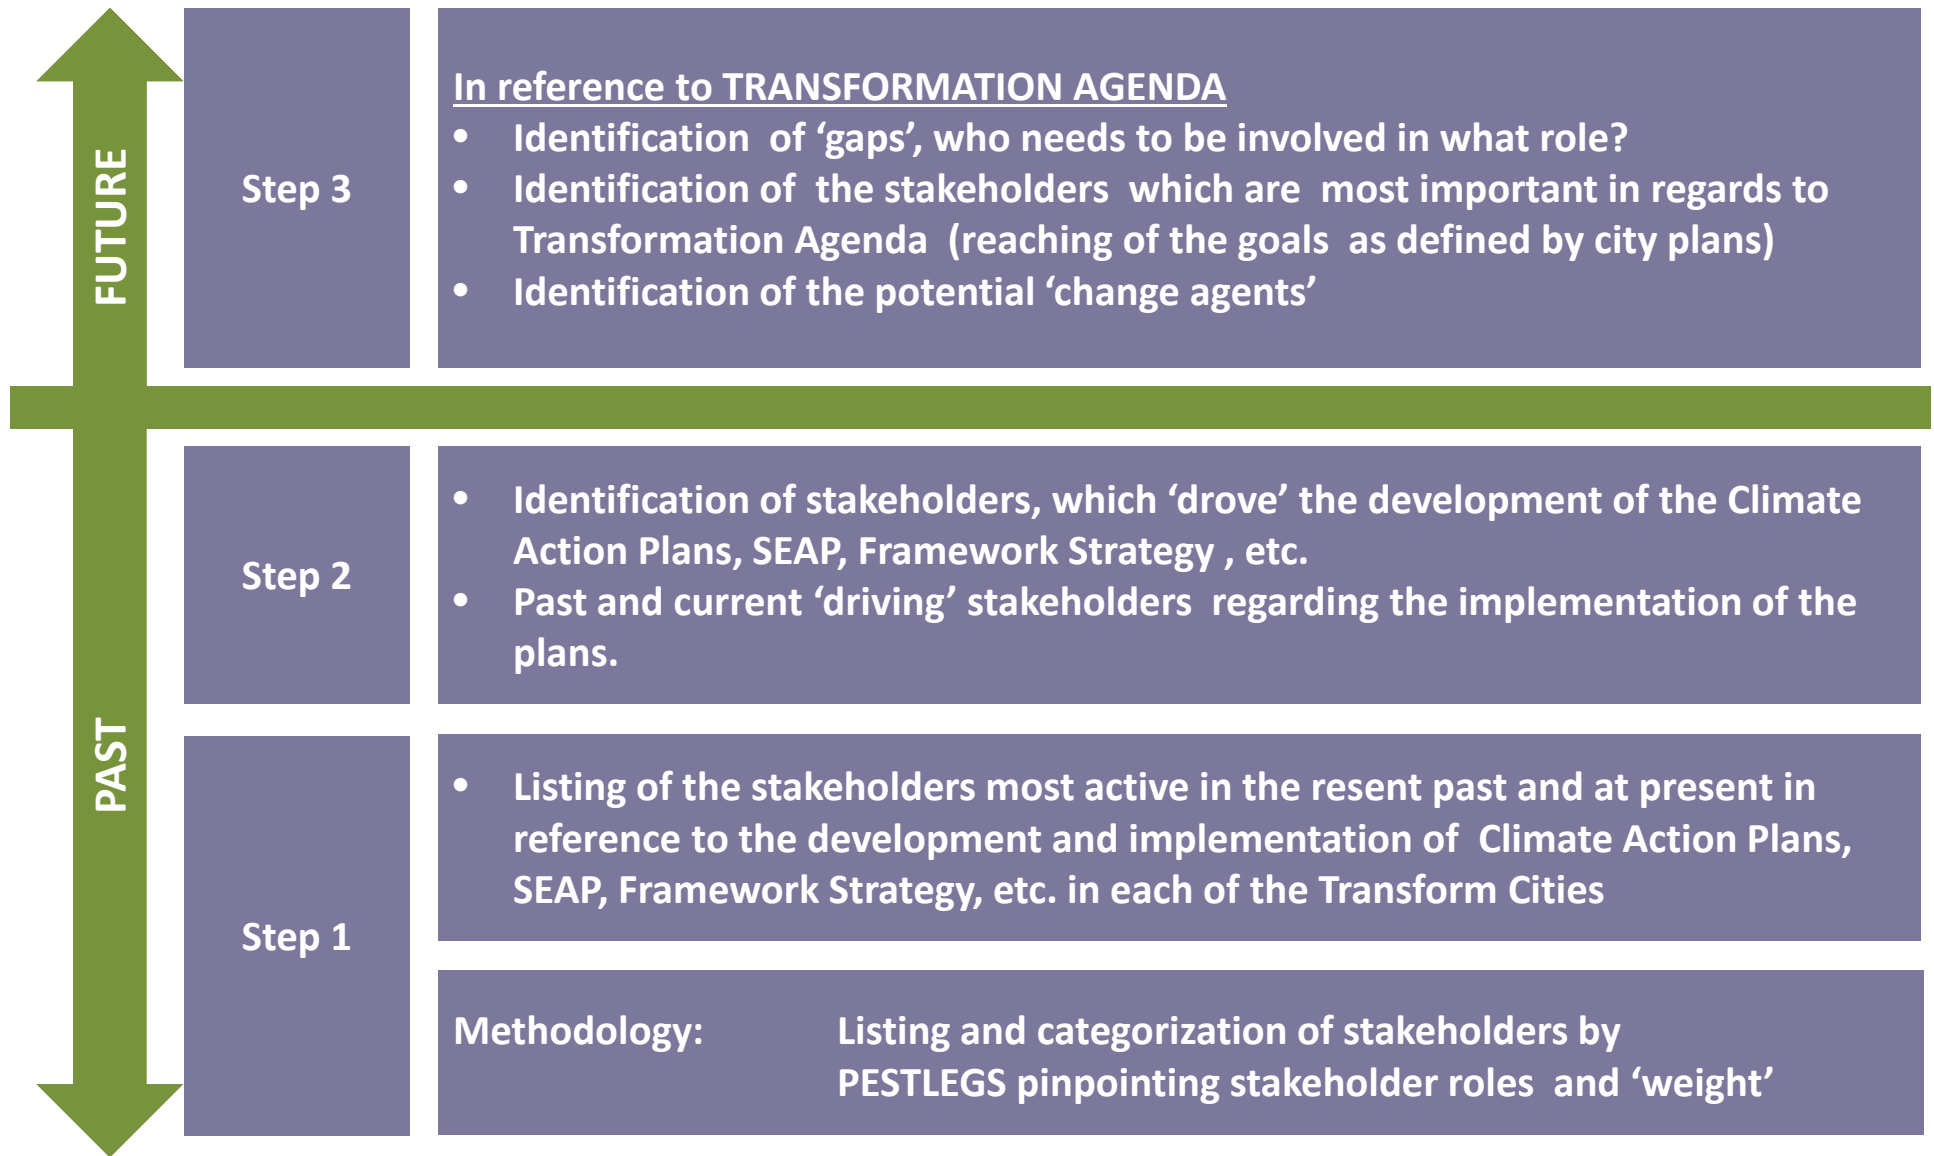 FUTURE
Step 3
In reference to TRANSFORMATION AGENDA
• Identification of ‘gaps’, who needs to be involved in what role?
• Identification of the stakeholders which are most important in regards to
Transformation Agenda (reaching of the goals as defined by city plans)
• Identification of the potential ‘change agents’
PAST
Step 2
• Identification of stakeholders, which ‘drove’ the development of the Climate
Action Plans, SEAP, Framework Strategy , etc.
• Past and current ‘driving’ stakeholders regarding the implementation of the
plans.
Step 1
• Listing of the stakeholders most active in the resent past and at present in
reference to the development and implementation of Climate Action Plans,
SEAP, Framework Strategy, etc. in each of the Transform Cities
Methodology: Listing and categorization of stakeholders by
PESTLEGS pinpointing stakeholder roles and ‘weight’